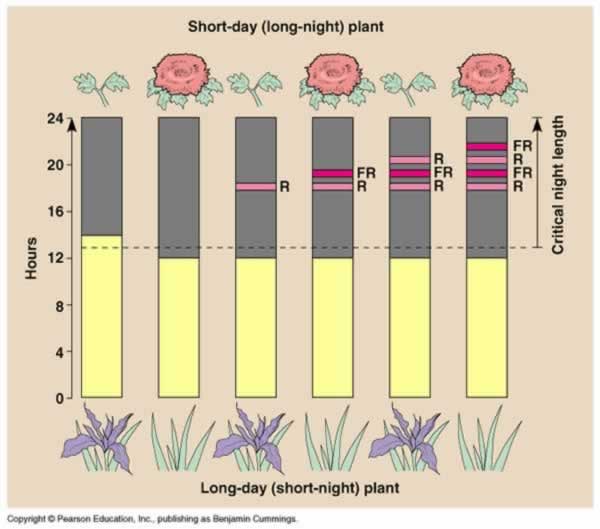 Short-day (long-night) plant
24
20
16
12
8
4
0
Hours
R
FR
R
R
FR
R
FR
R
FR
R
Critical night length
Long-day (short-night) plant
Copyright © Pearson Education, Inc., publishing as Benjamin Cummings.